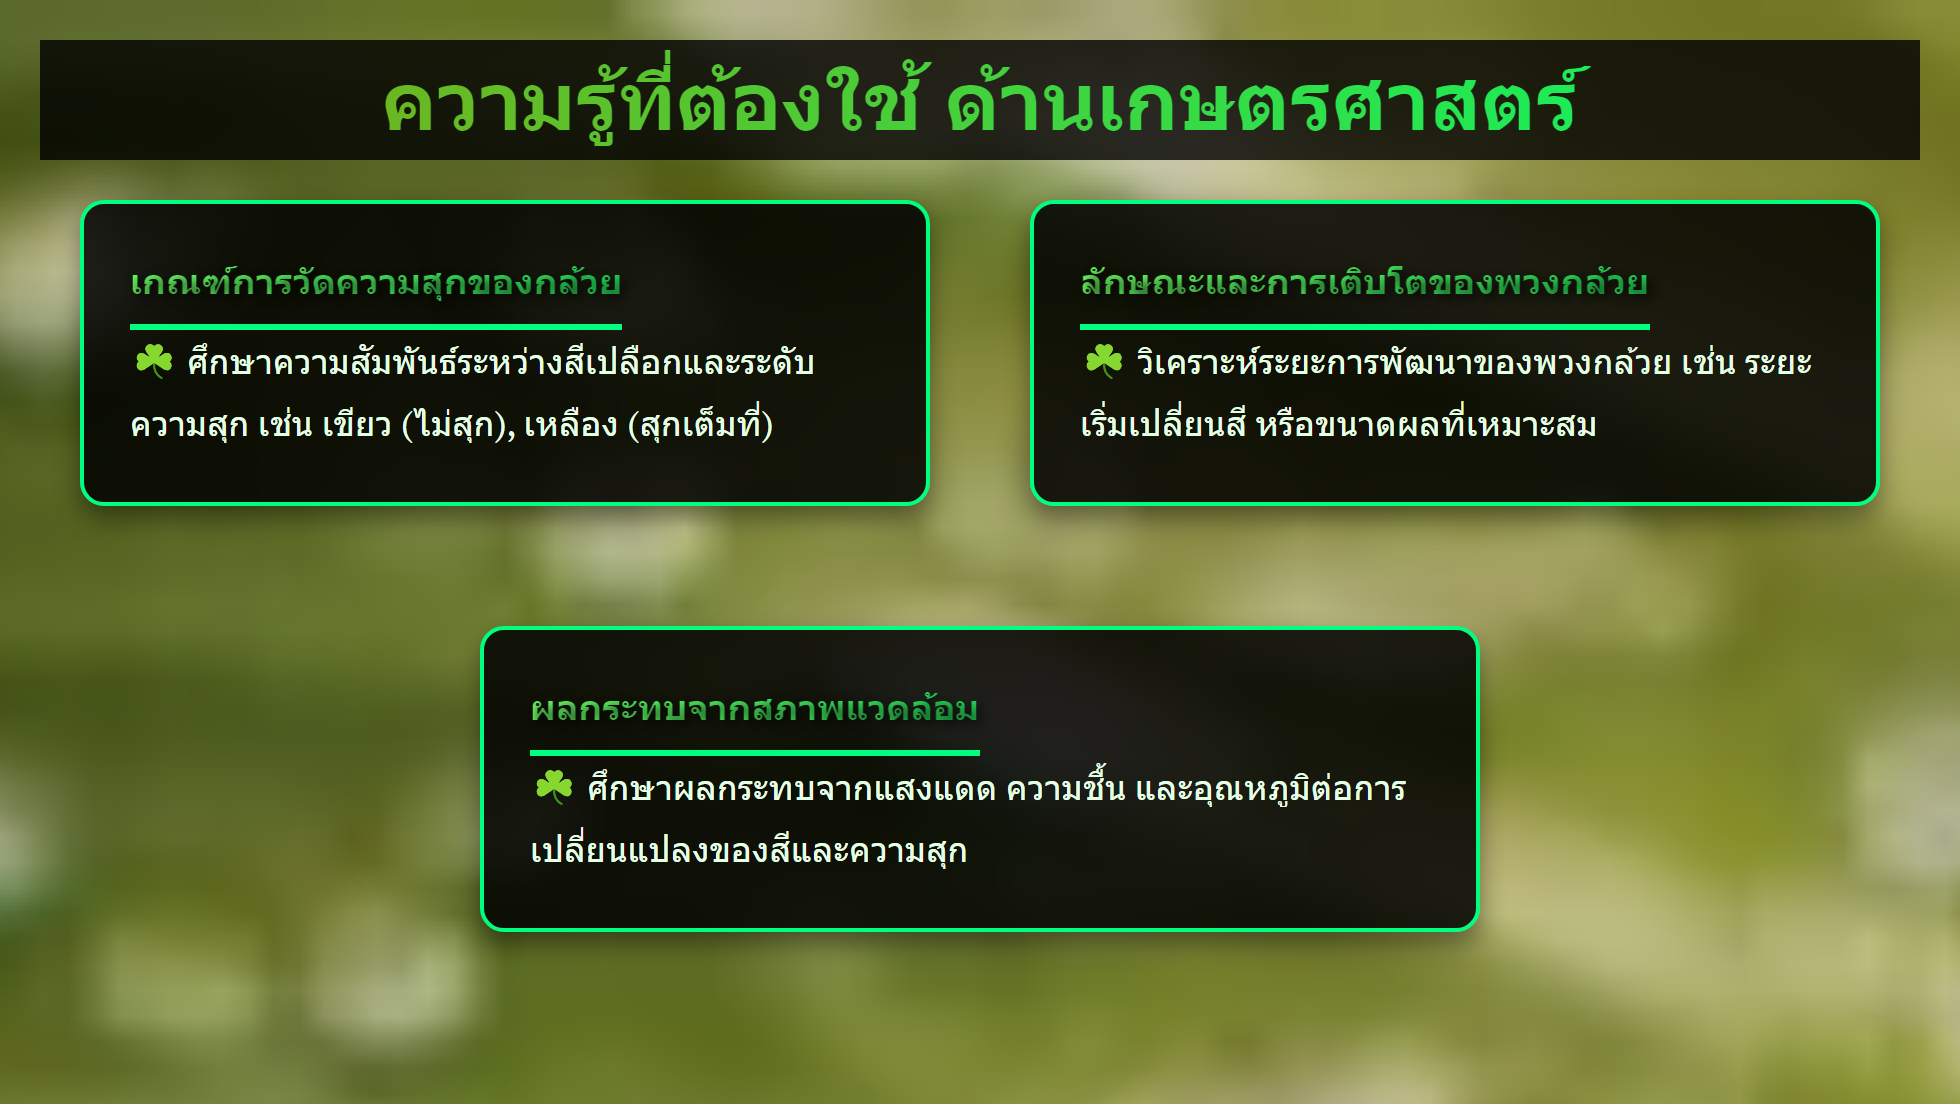 ความรู้ที่ต้องใช้ ด้านเกษตรศาสตร์
เกณฑ์การวัดความสุกของกล้วย
☘️ ศึกษาความสัมพันธ์ระหว่างสีเปลือกและระดับ
ความสุก เช่น เขียว (ไม่สุก), เหลือง (สุกเต็มที่)
ลักษณะและการเติบโตของพวงกล้วย
☘️ วิเคราะห์ระยะการพัฒนาของพวงกล้วย เช่น ระยะ
เริ่มเปลี่ยนสี หรือขนาดผลที่เหมาะสม
ผลกระทบจากสภาพแวดล้อม
☘️ ศึกษาผลกระทบจากแสงแดด ความชื้น และอุณหภูมิต่อการ
เปลี่ยนแปลงของสีและความสุก